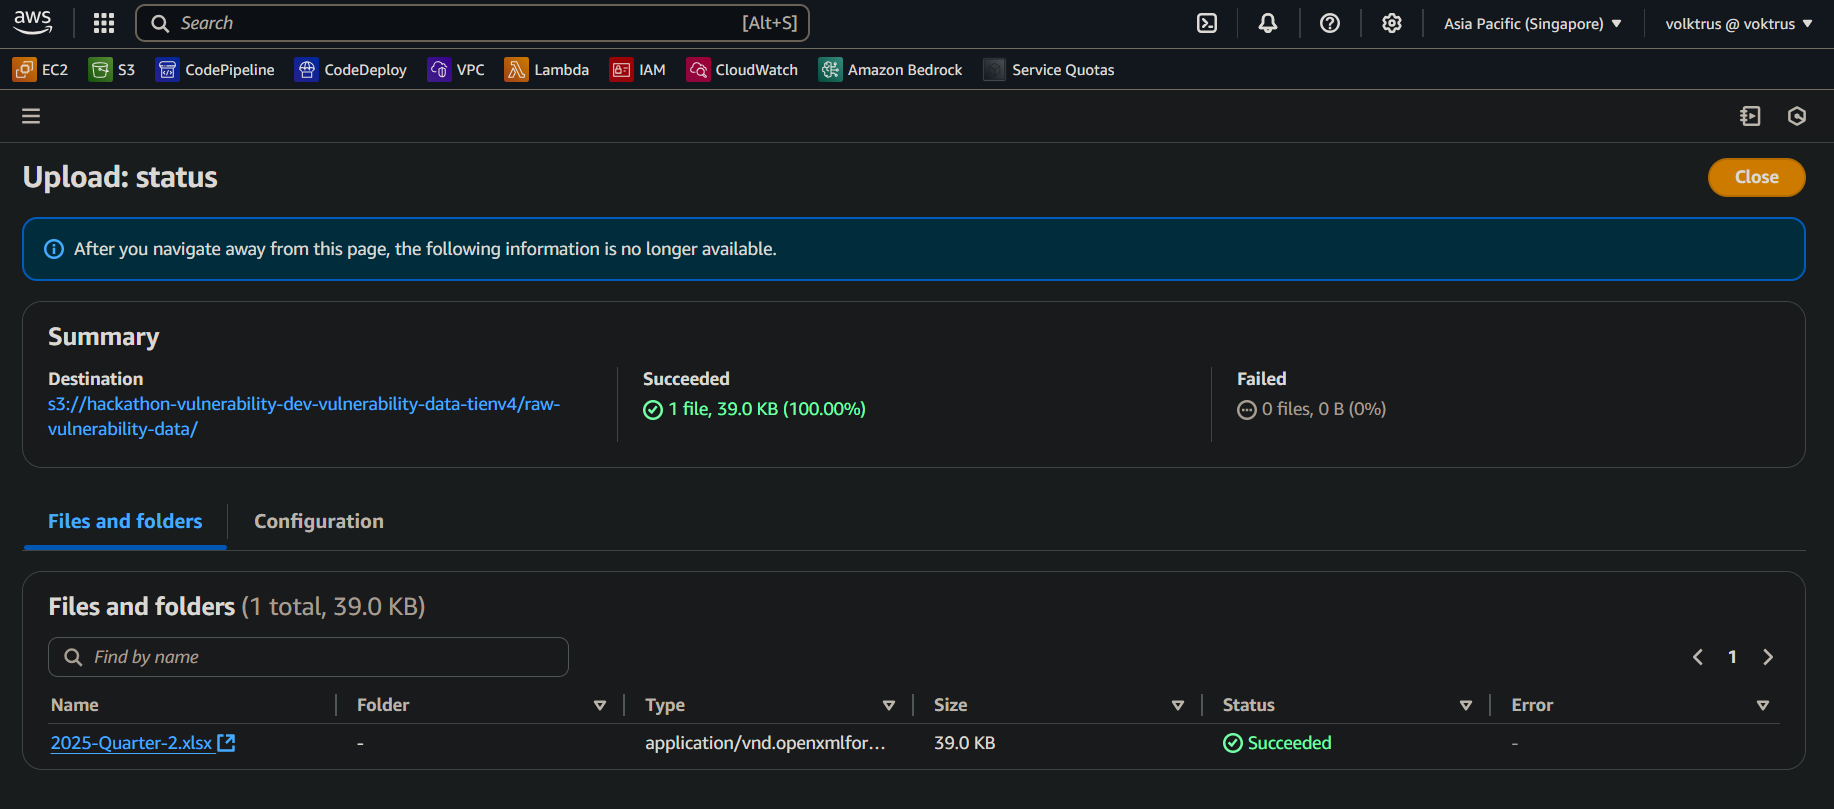 aws
Search [Alt+S]
Asia Pacific (Singapore)
volktrus @ voktrus
EC2 S3 CodePipeline CodeDeploy VPC Lambda IAM CloudWatch Amazon Bedrock Service Quotas
Upload: status
Close
After you navigate away from this page, the following information is no longer available.
Summary
Destination
s3://hackathon-vulnerability-dev-vulnerability-data-tienv4/raw-
vulnerability-data/
Succeeded
1 file, 39.0 KB (100.00%)
Failed
0 files, 0 B (0%)
Files and folders
Configuration
Files and folders (1 total, 39.0 KB)
Find by name
1
Name Folder Type Size Status Error
2025-Quarter-2.xlsx - application/vnd.openxmlfor... 39.0 KB Succeeded -